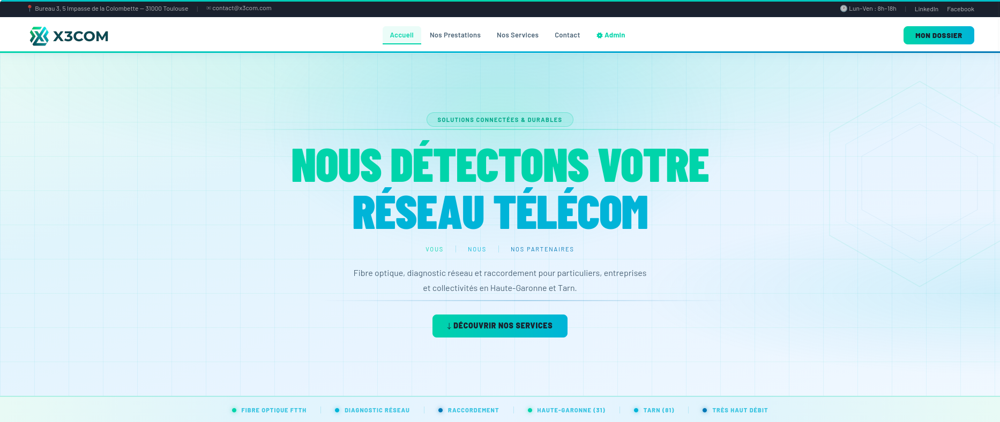 📍 Bureau 3, 5 Impasse de la Colombette — 31000 Toulouse | ✉ contact@x3com.com
🕐 Lun–Ven : 8h–18h | LinkedIn Facebook
X3COM
Accueil Nos Prestations Nos Services Contact ⚙ Admin
MON DOSSIER
SOLUTIONS CONNECTÉES & DURABLES
NOUS DÉTECTONS VOTRE
RÉSEAU TÉLÉCOM
VOUS | NOUS | NOS PARTENAIRES
Fibre optique, diagnostic réseau et raccordement pour particuliers, entreprises
et collectivités en Haute-Garonne et Tarn.
↓ DÉCOUVRIR NOS SERVICES
FIBRE OPTIQUE FTTH | DIAGNOSTIC RÉSEAU | RACCORDEMENT | HAUTE-GARONNE (31) | TARN (81) | TRÈS HAUT DÉBIT